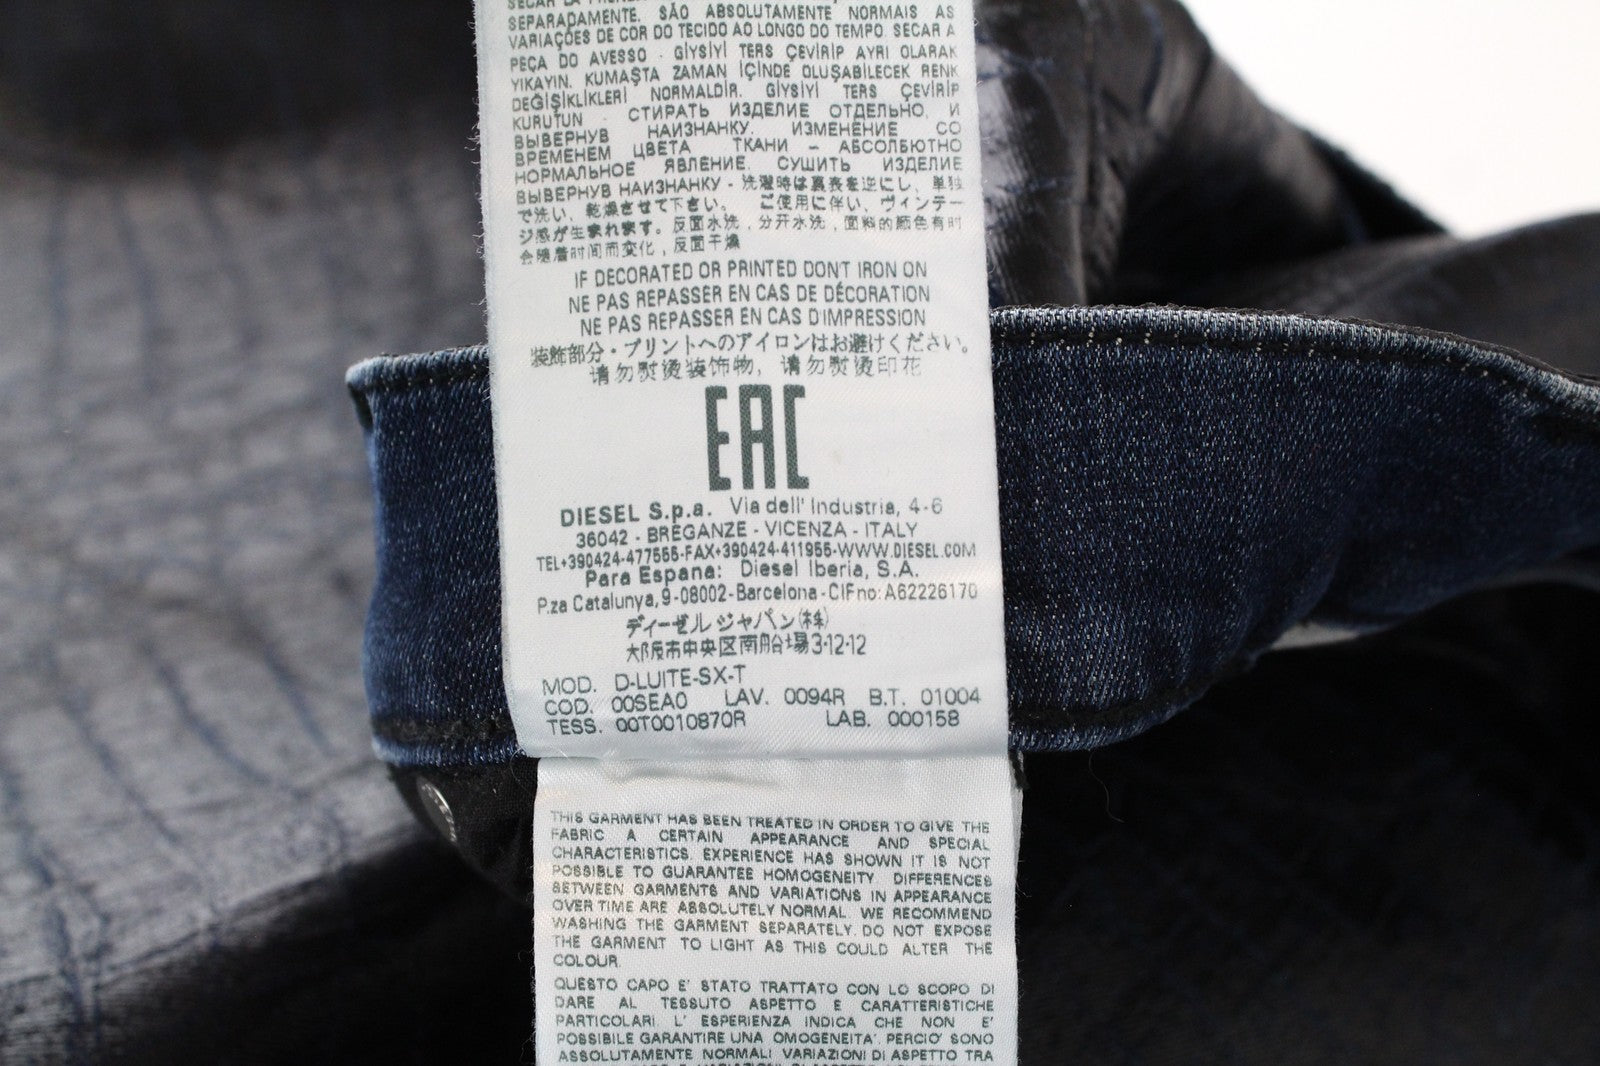 SEPARADAMENTE. SÃO ABSOLUTAMENTE NORMAIS AS
VARIAÇÕES DE COR DO TECIDO AO LONGO DO TEMPO. SECAR A
PEÇA DO AVESSO - GIYSIYI TERS ÇEVİRİP AYRI OLARAK
YIKAYIN. KUMAŞTA ZAMAN İÇİNDE OLUŞABİLECEK RENK
DEĞİŞİKLİKLERİ NORMALDİR. GİYSİYİ TERS ÇEVİRİP
KURUTUN - СТИРАТЬ ИЗДЕЛИЕ ОТДЕЛЬНО, И
ВЫВЕРНУВ НАИЗНАНКУ. ИЗМЕНЕНИЕ СО
ВРЕМЕНЕМ ЦВЕТА ТКАНИ - АБСОЛЮТНО
НОРМАЛЬНОЕ ЯВЛЕНИЕ. СУШИТЬ ИЗДЕЛИЕ
ВЫВЕРНУВ НАИЗНАНКУ - 洗濯時は裏表を逆にし、単独
で洗い、乾燥させて下さい。 ご使用に伴い、ヴィンテー
ジ感が生まれます。反面水洗，分开水洗，面料的颜色有时
会随着时间而变化，反面干燥
IF DECORATED OR PRINTED DON'T IRON ON
NE PAS REPASSER EN CAS DE DÉCORATION
NE PAS REPASSER EN CAS D'IMPRESSION
装飾部分・プリントへのアイロンはお避けください。
请勿熨烫装饰物，请勿熨烫印花
EAC
DIESEL S.p.a. Via dell' Industria, 4-6
36042 - BREGANZE - VICENZA - ITALY
TEL+390424-477555-FAX+390424-411955-WWW.DIESEL.COM
Para Espana: Diesel Iberia, S.A.
P.za Catalunya,9-08002-Barcelona-CIFno:A62226170
ディーゼル ジャパン(株)
大阪市中央区南船場3-12-12
MOD. D-LUITE-SX-T
COD. 00SEA0 LAV. 0094R B.T. 01004
TESS. 00T0010870R LAB. 000158
THIS GARMENT HAS BEEN TREATED IN ORDER TO GIVE THE
FABRIC A CERTAIN APPEARANCE AND SPECIAL
CHARACTERISTICS. EXPERIENCE HAS SHOWN IT IS NOT
POSSIBLE TO GUARANTEE HOMOGENEITY. DIFFERENCES
BETWEEN GARMENTS AND VARIATIONS IN APPEARANCE
OVER TIME ARE ABSOLUTELY NORMAL. WE RECOMMEND
WASHING THE GARMENT SEPARATELY. DO NOT EXPOSE
THE GARMENT TO LIGHT AS THIS COULD ALTER THE
COLOUR.
QUESTO CAPO E' STATO TRATTATO CON LO SCOPO DI
DARE AL TESSUTO ASPETTO E CARATTERISTICHE
PARTICOLARI. L' ESPERIENZA INDICA CHE NON E'
POSSIBILE GARANTIRE UNA OMOGENEITA'. PERCIO' SONO
ASSOLUTAMENTE NORMALI VARIAZIONI DI ASPETTO TRA